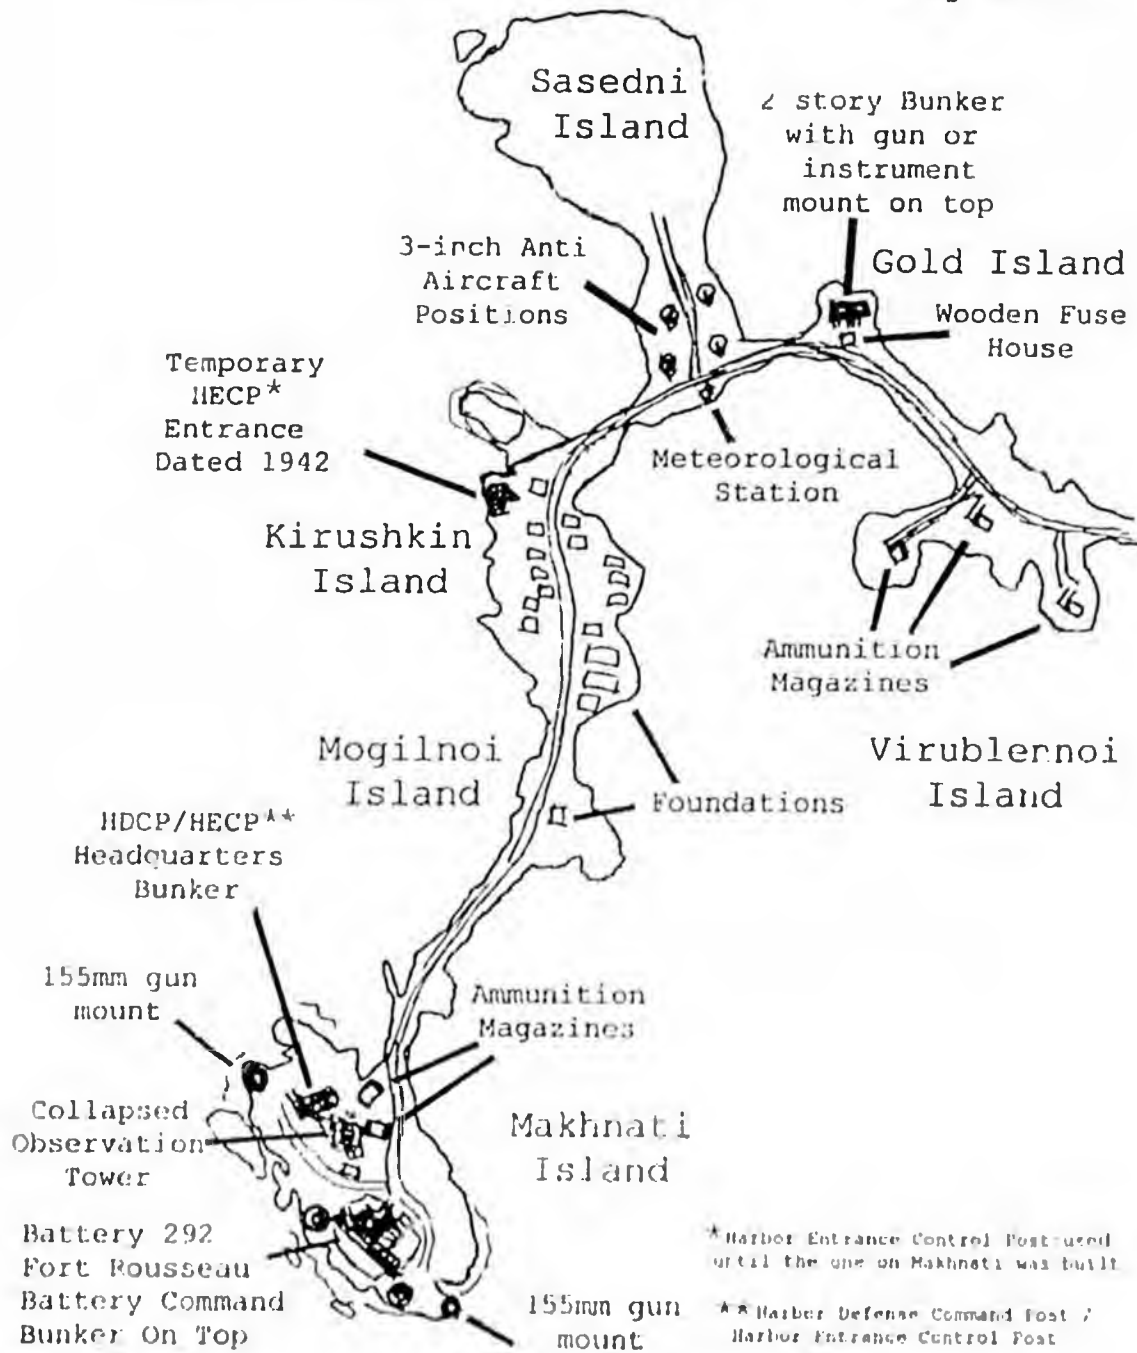 Sasedni
Island
2 story Bunker
with gun or
instrument
mount on top
3-inch Anti
Aircraft
Positions
Gold Island
Wooden Fuse
House
Temporary
HECP*
Entrance
Dated 1942
Meteorological
Station
Kirushkin
Island
Ammunition
Magazines
Mogilnoi
Island
Virublennoi
Island
Foundations
HDCP/HECP**
Headquarters
Bunker
155mm gun
mount
Ammunition
Magazines
Collapsed
Observation
Tower
Makhnati
Island
Battery 292
Fort Rousseau
Battery Command
Bunker On Top
155mm gun
mount
*Harbor Entrance Control Post used
until the one on Makhnati was built
**Harbor Defense Command Post /
Harbor Entrance Control Post